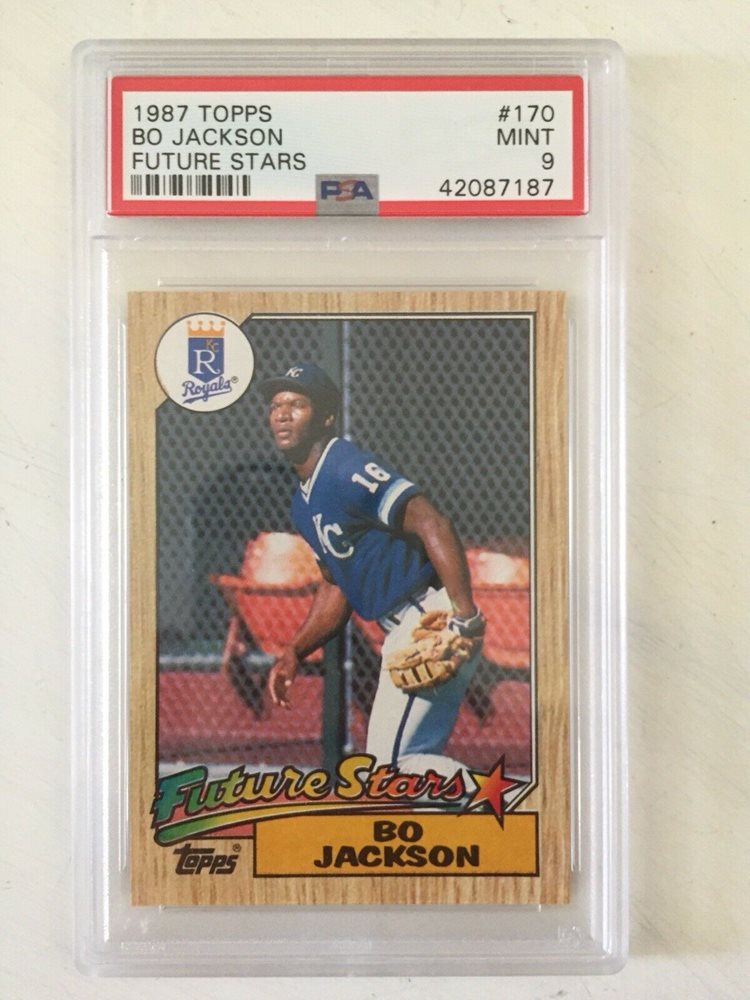 1987 TOPPS #170
BO JACKSON MINT
FUTURE STARS 9
PSA 42087187
KC
R
Royals®
KC
16
KC
Future Stars
Topps®
BO
JACKSON